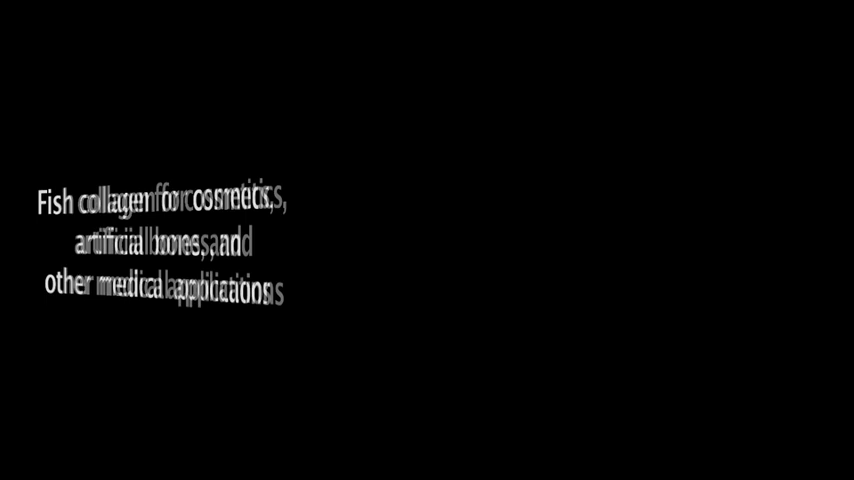 Fish collagen for cosmetics,
artificial bones, and
other medical applications